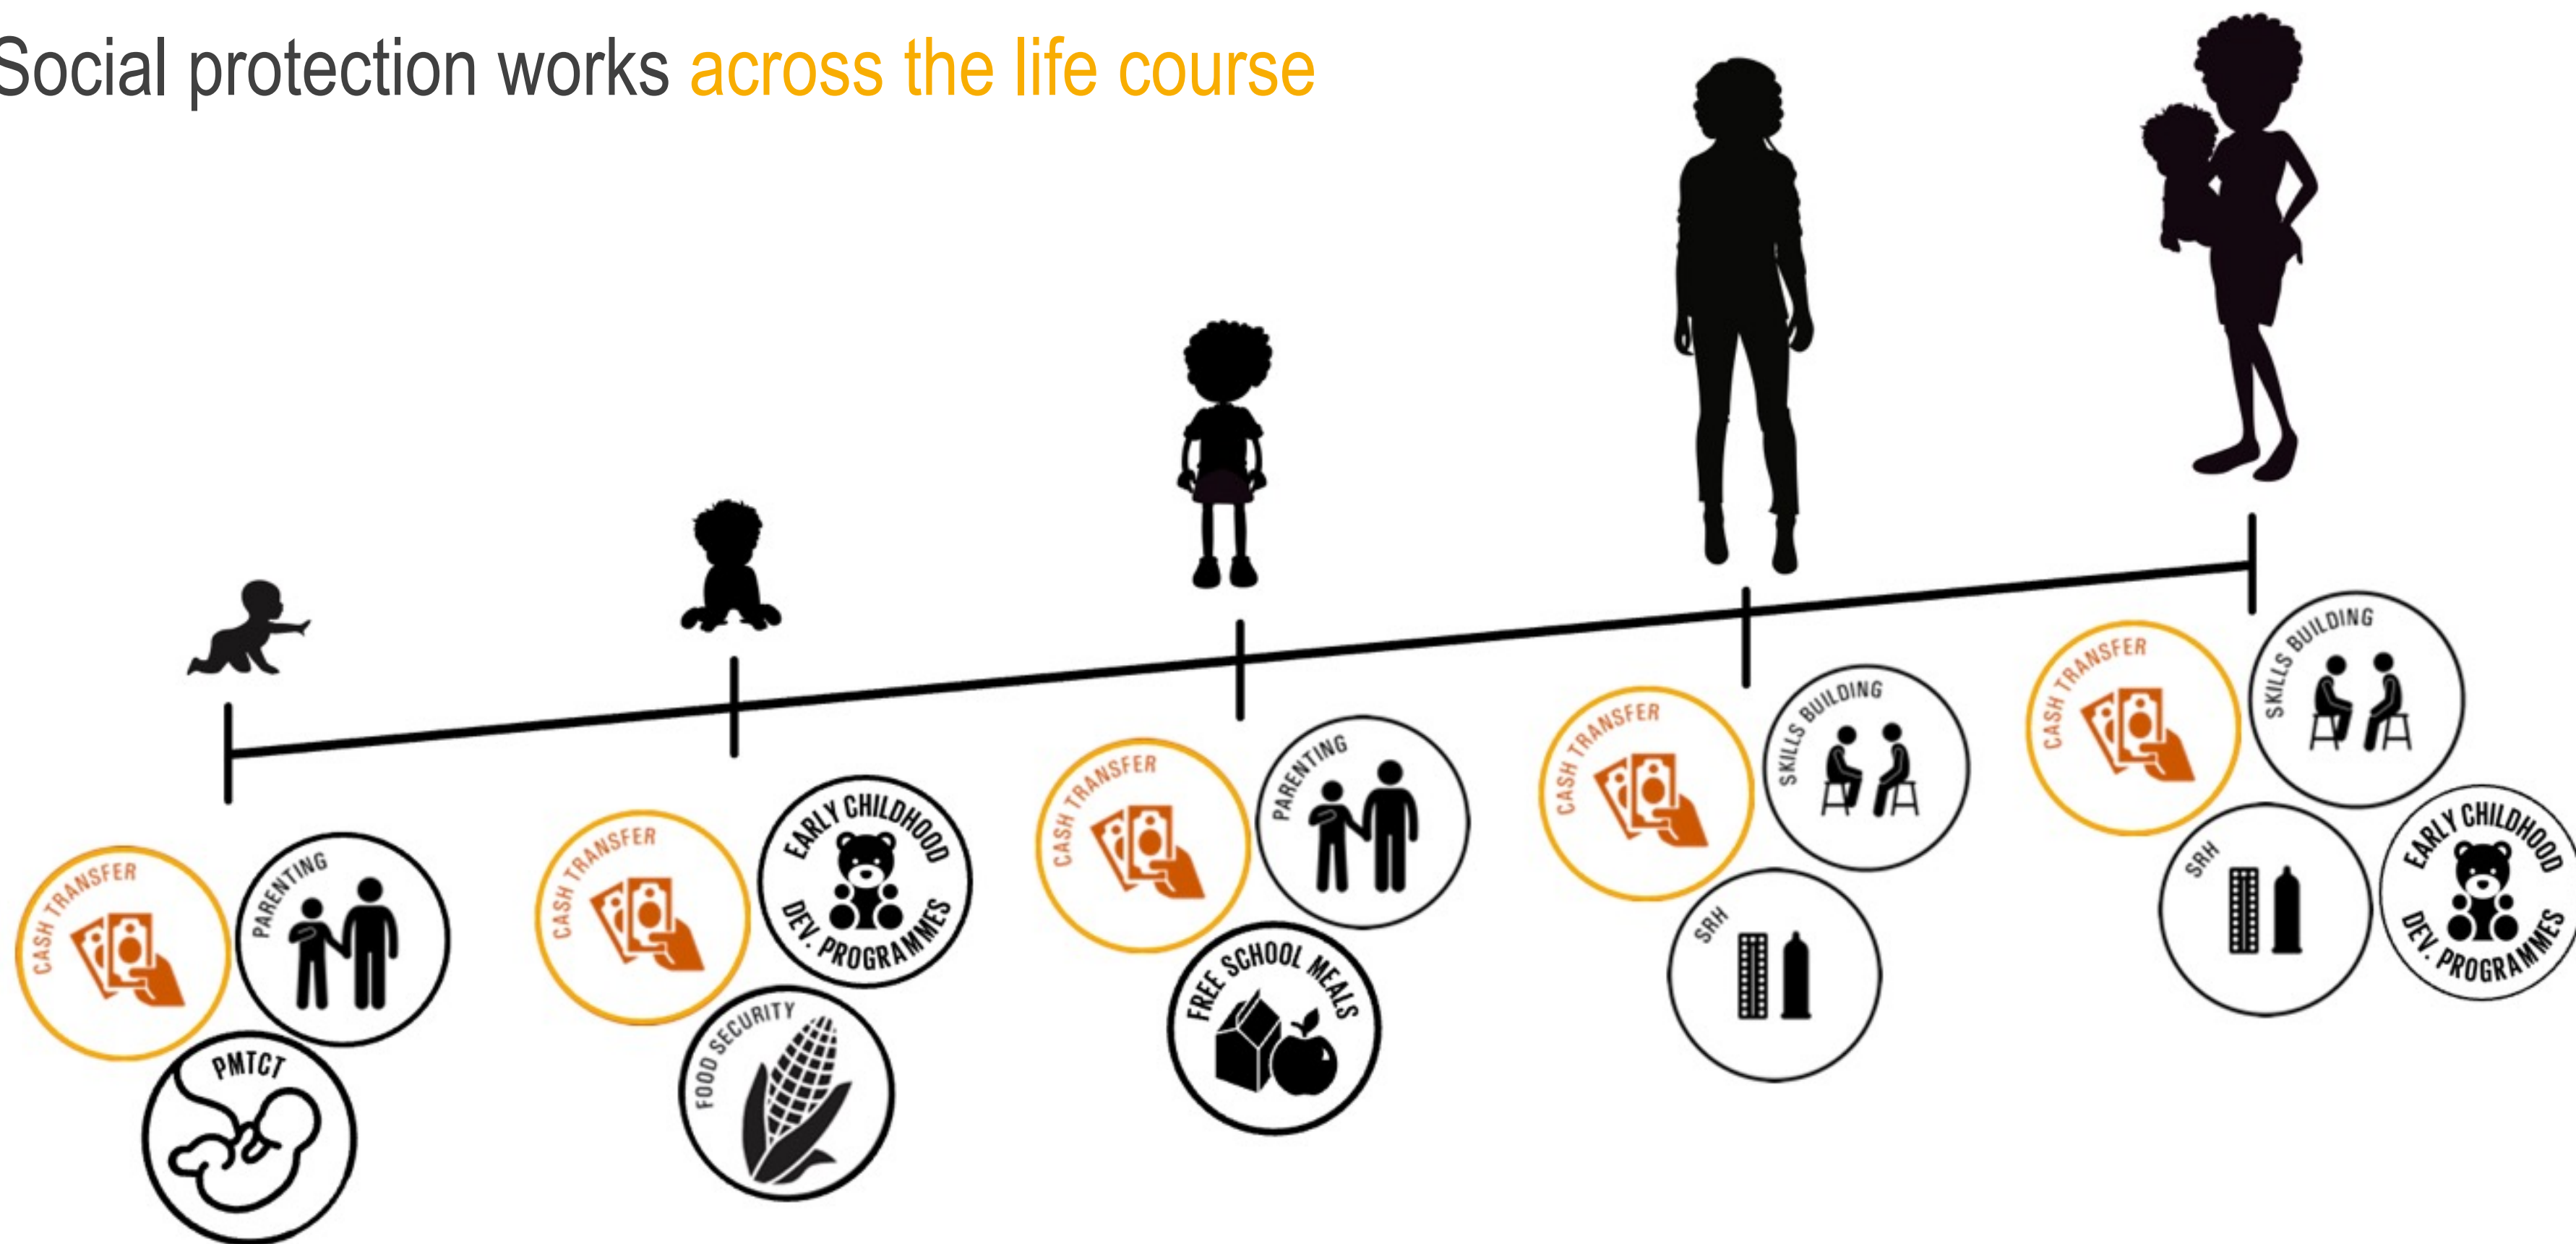 Social protection works across the life course
CASH TRANSFER
PARENTING
PMTCT
CASH TRANSFER
EARLY CHILDHOOD
DEV. PROGRAMMES
FOOD SECURITY
CASH TRANSFER
PARENTING
FREE SCHOOL MEALS
CASH TRANSFER
SKILLS BUILDING
SRH
CASH TRANSFER
SKILLS BUILDING
SRH
EARLY CHILDHOOD
DEV. PROGRAMMES